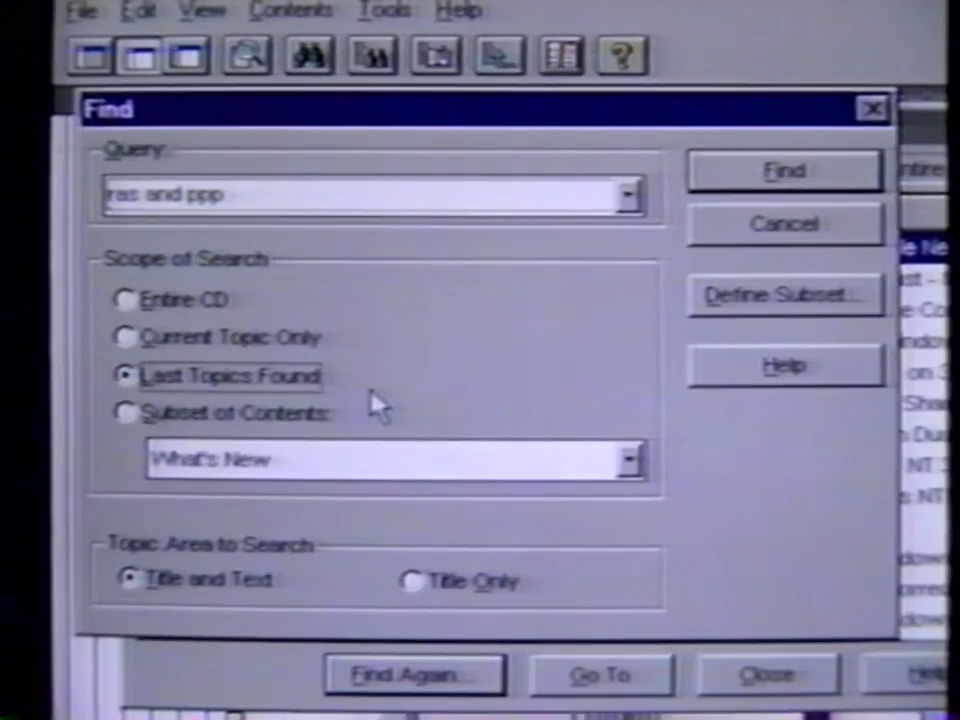 File Edit View Contents Tools Help
Find
Query:
ras and ppp
Find
Cancel
Scope of Search
Entire CD
Define Subset...
Current Topic Only
Last Topics Found
Help
Subset of Contents:
What's New
Topic Area to Search
Title and Text
Title Only
Find Again...
Go To
Close
Help